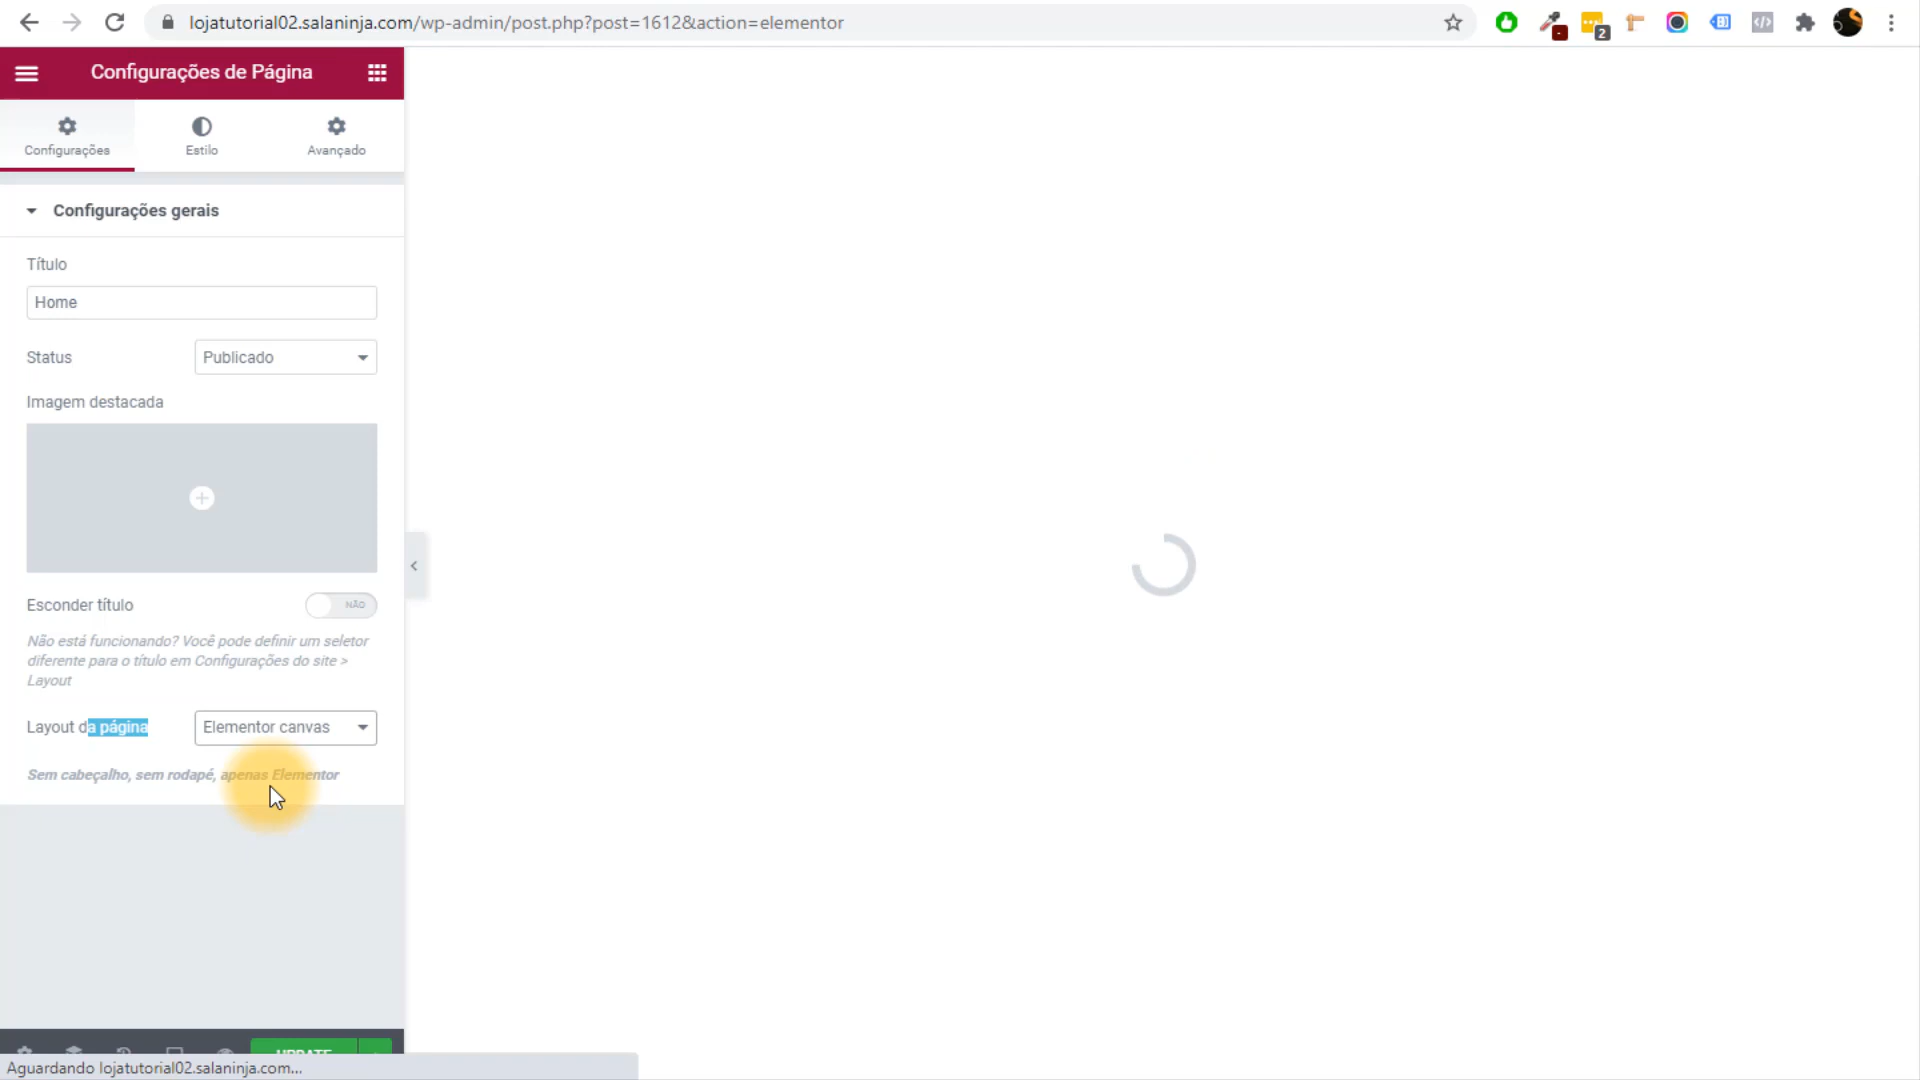 lojatutorial02.salaninja.com/wp-admin/post.php?post=1612&action=elementor
2
Configurações de Página
Configurações
Estilo
Avançado
Configurações gerais
Título
Home
Status
Publicado
Imagem destacada
Esconder título
NÃO
Não está funcionando? Você pode definir um seletor
diferente para o título em Configurações do site >
Layout
Layout da página
Elementor canvas
Sem cabeçalho, sem rodapé, apenas Elementor
UPDATE
Aguardando lojatutorial02.salaninja.com...